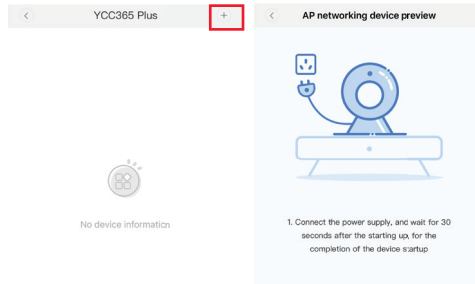 YCC365 Plus
+
No device information
AP networking device preview
1. Connect the power supply, and wait for 30
seconds after the starting up, for the
completion of the device startup